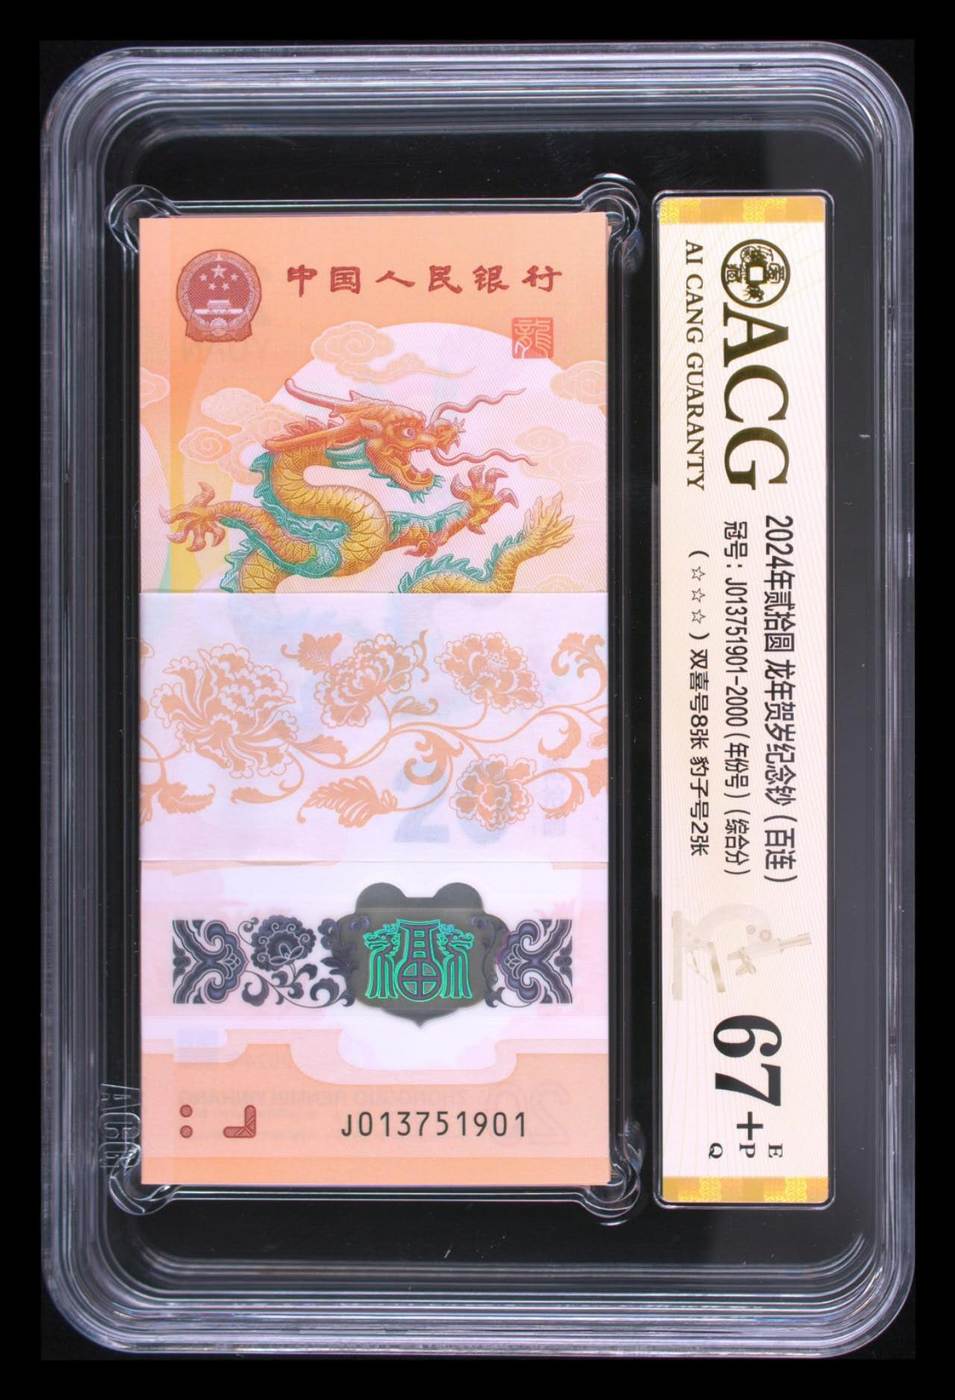 中国人民银行
龍
J013751901
ACG
AI CANG GUARANTY
2024年贰拾圆 龙年贺岁纪念钞（百连）
冠号：J013751901-2000（年份号）（综合分）
（☆☆☆）双喜号8张 豹子号2张
67+
E
P
Q
ACG